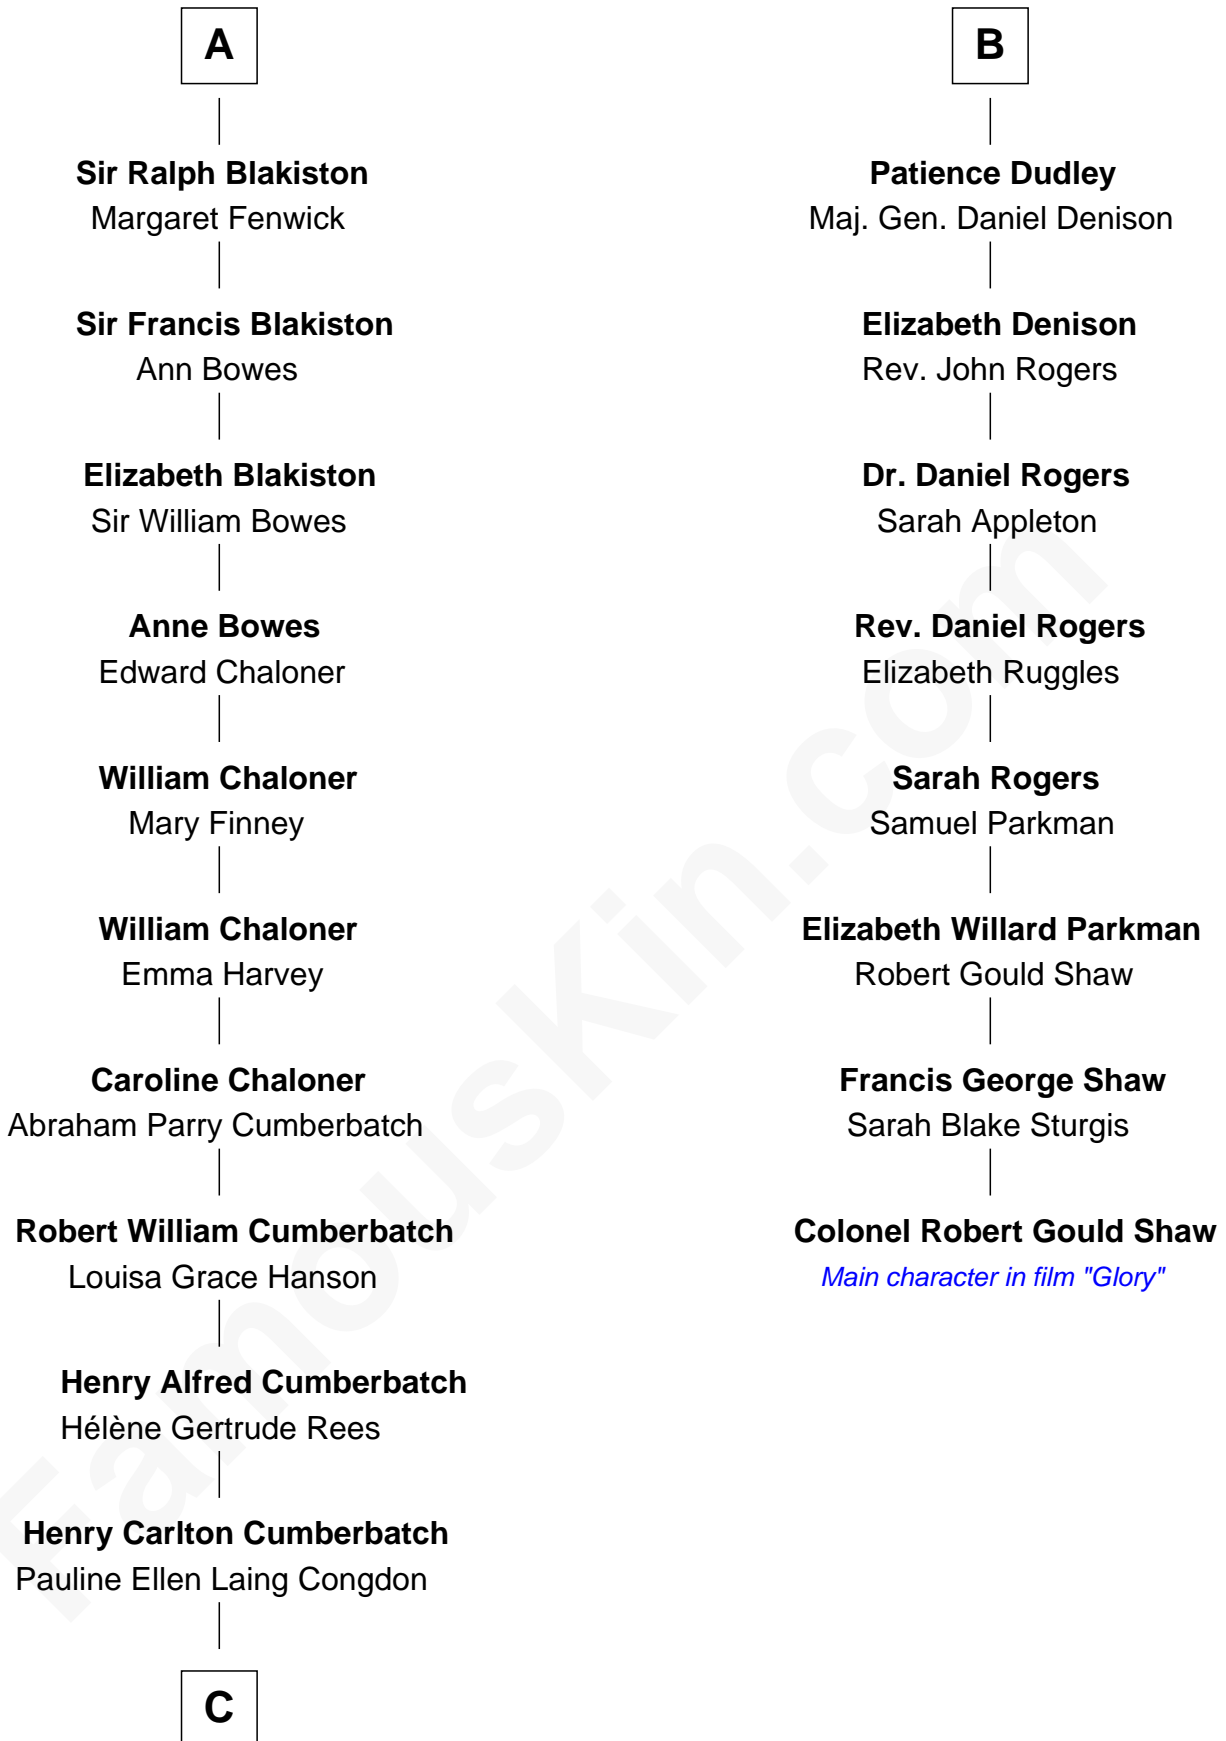 A
Sir Ralph Blakiston
Margaret Fenwick
Sir Francis Blakiston
Ann Bowes
Elizabeth Blakiston
Sir William Bowes
Anne Bowes
Edward Chaloner
William Chaloner
Mary Finney
William Chaloner
Emma Harvey
Caroline Chaloner
Abraham Parry Cumberbatch
Robert William Cumberbatch
Louisa Grace Hanson
Henry Alfred Cumberbatch
Hélène Gertrude Rees
Henry Carlton Cumberbatch
Pauline Ellen Laing Congdon
C
B
Patience Dudley
Maj. Gen. Daniel Denison
Elizabeth Denison
Rev. John Rogers
Dr. Daniel Rogers
Sarah Appleton
Rev. Daniel Rogers
Elizabeth Ruggles
Sarah Rogers
Samuel Parkman
Elizabeth Willard Parkman
Robert Gould Shaw
Francis George Shaw
Sarah Blake Sturgis
Colonel Robert Gould Shaw
Main character in film "Glory"
FamousKin.com